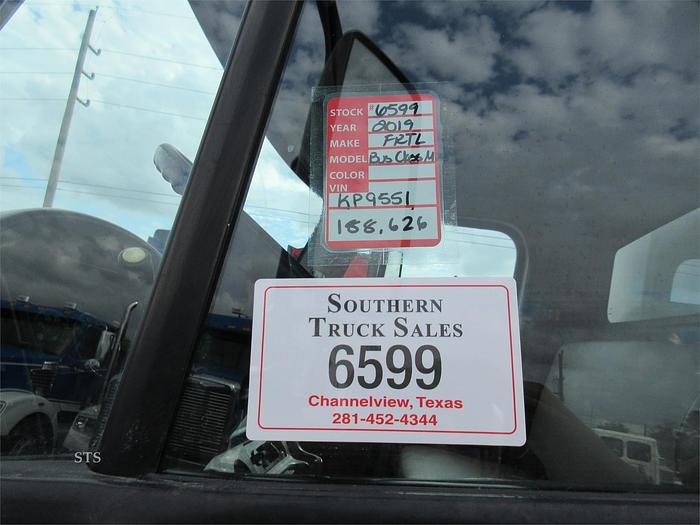 STOCK #6599
YEAR 2019
MAKE FRTL
MODEL Bus Class M
COLOR
VIN
KP9551
188,626
SOUTHERN
TRUCK SALES
6599
Channelview, Texas
281-452-4344
STS